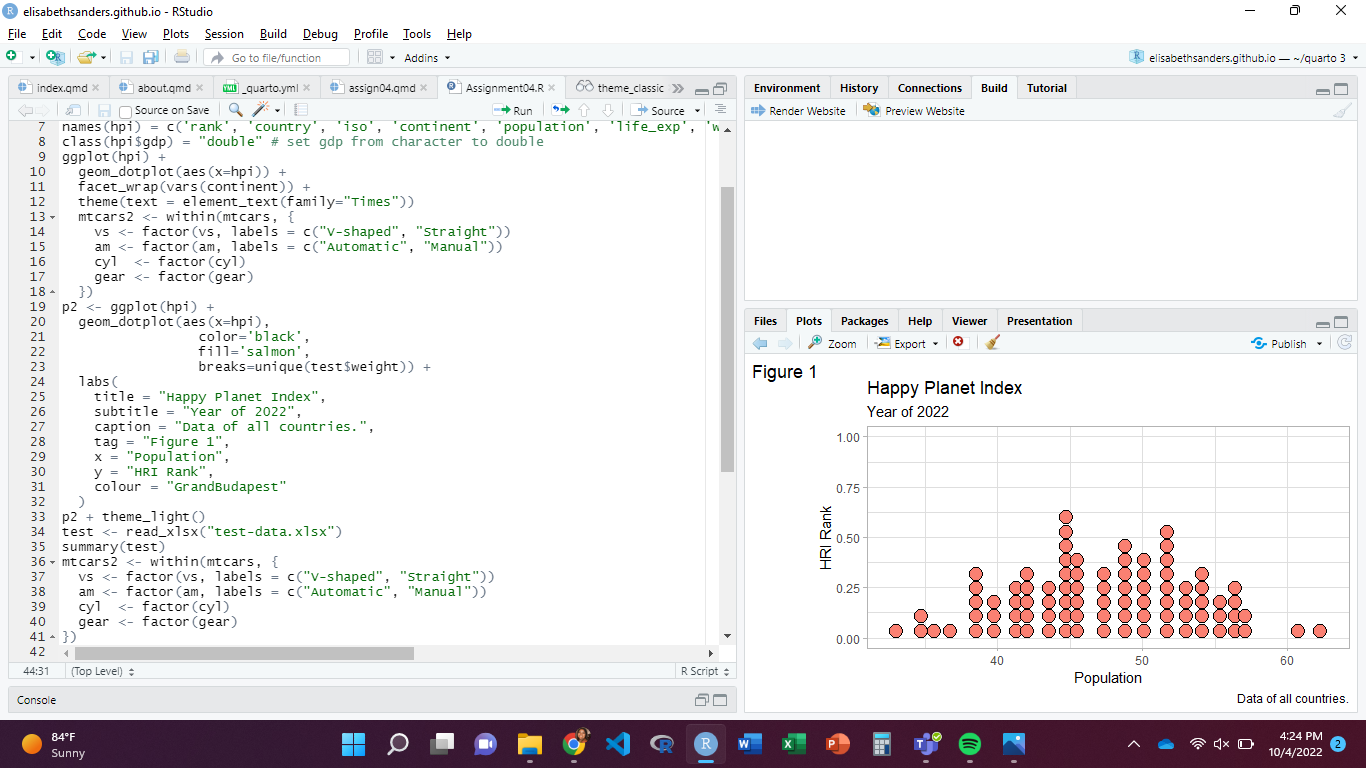 elisabethsanders.github.io - RStudio
File Edit Code View Plots Session Build Debug Profile Tools Help
Go to file/function Addins elisabethsanders.github.io — ~/quarto 3
index.qmd about.qmd _quarto.yml assign04.qmd Assignment04.R theme_classic
Source on Save Run Source
7 names(hpi) = c('rank', 'country', 'iso', 'continent', 'population', 'life_exp', 'w
8 class(hpi$gdp) = "double" # set gdp from character to double
9 ggplot(hpi) +
10 geom_dotplot(aes(x=hpi)) +
11 facet_wrap(vars(continent)) +
12 theme(text = element_text(family="Times"))
13 mtcars2 <- within(mtcars, {
14 vs <- factor(vs, labels = c("V-shaped", "Straight"))
15 am <- factor(am, labels = c("Automatic", "Manual"))
16 cyl <- factor(cyl)
17 gear <- factor(gear)
18 })
19 p2 <- ggplot(hpi) +
20 geom_dotplot(aes(x=hpi),
21 color='black',
22 fill='salmon',
23 breaks=unique(test$weight)) +
24 labs(
25 title = "Happy Planet Index",
26 subtitle = "Year of 2022",
27 caption = "Data of all countries.",
28 tag = "Figure 1",
29 x = "Population",
30 y = "HRI Rank",
31 colour = "GrandBudapest"
32 )
33 p2 + theme_light()
34 test <- read_xlsx("test-data.xlsx")
35 summary(test)
36 mtcars2 <- within(mtcars, {
37 vs <- factor(vs, labels = c("V-shaped", "Straight"))
38 am <- factor(am, labels = c("Automatic", "Manual"))
39 cyl <- factor(cyl)
40 gear <- factor(gear)
41 })
42
44:31 (Top Level) R Script
Console
Environment History Connections Build Tutorial
Render Website Preview Website
Files Plots Packages Help Viewer Presentation
Zoom Export Publish
Figure 1
Happy Planet Index
Year of 2022
1.00
0.75
0.50
0.25
0.00
HRI Rank
40 50 60
Population
Data of all countries.
84°F
Sunny
4:24 PM
10/4/2022
2